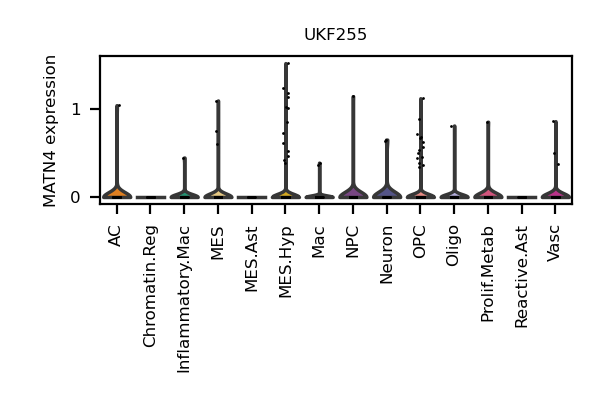 UKF255
MATN4 expression
1
0
AC
Chromatin.Reg
Inflammatory.Mac
MES
MES.Ast
MES.Hyp
Mac
NPC
Neuron
OPC
Oligo
Prolif.Metab
Reactive.Ast
Vasc